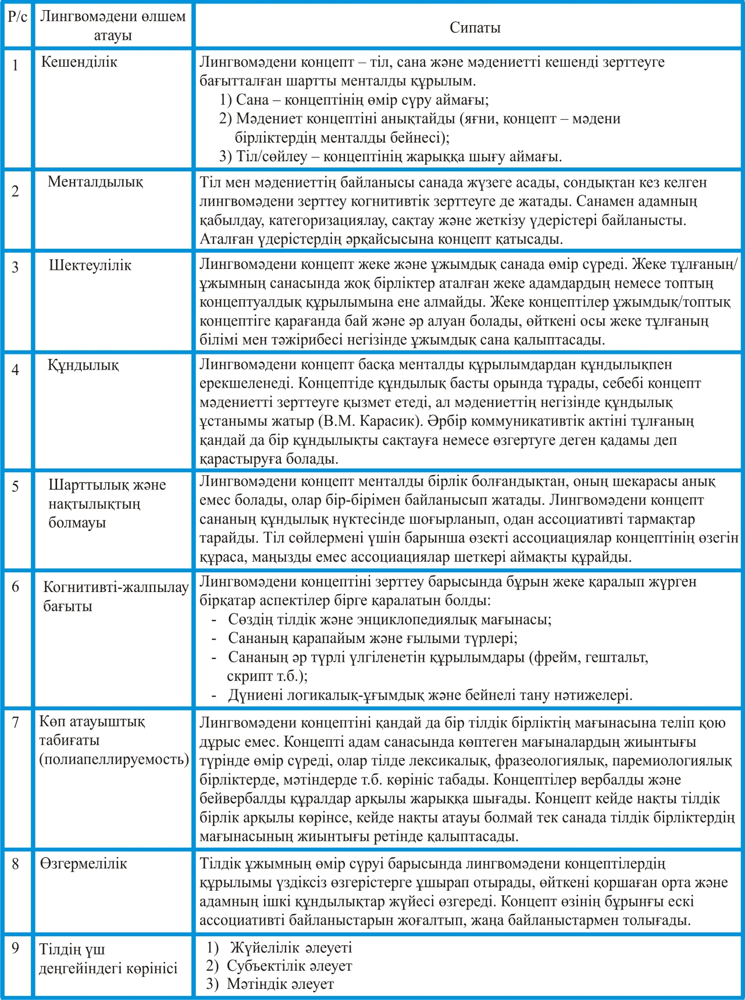 Р/с
Лингвомәдени өлшем
атауы
Сипаты
1
Кешенділік
Лингвомәдени концепт – тіл, сана және мәдениетті кешенді зерттеуге
бағытталған шартты менталды құрылым.
1) Сана – концептінің өмір сүру аймағы;
2) Мәдениет концептіні анықтайды (яғни, концепт – мәдени
бірліктердің менталды бейнесі);
3) Тіл/сөйлеу – концептінің жарыққа шығу аймағы.
2
Менталдылық
Тіл мен мәдениеттің байланысы санада жүзеге асады, сондықтан кез келген
лингвомәдени зерттеу когнитивтік зерттеуге де жатады. Санамен адамның
қабылдау, категоризациялау, сақтау және жеткізу үдерістері байланысты.
Аталған үдерістердің әрқайсысына концепт қатысады.
3
Шектеулілік
Лингвомәдени концепт жеке және ұжымдық санада өмір сүреді. Жеке тұлғаның/
ұжымның санасында жоқ бірліктер аталған жеке адамдардың немесе топтың
концептуалдық құрылымына ене алмайды. Жеке концептілер ұжымдық/топтық
концептіге қарағанда бай және әр алуан болады, өйткені осы жеке тұлғаның
білімі мен тәжірибесі негізінде ұжымдық сана қалыптасады.
4
Құндылық
Лингвомәдени концепт басқа менталды құрылымдардан құндылықпен
ерекшеленеді. Концептіде құндылық басты орында тұрады, себебі концепт
мәдениетті зерттеуге қызмет етеді, ал мәдениеттің негізінде құндылық
ұстанымы жатыр (В.М. Карасик). Әрбір коммуникативтік актіні тұлғаның
қандай да бір құндылықты сақтауға немесе өзгертуге деген қадамы деп
қарастыруға болады.
5
Шарттылық және
нақтылықтың
болмауы
Лингвомәдени концепт менталды бірлік болғандықтан, оның шекарасы анық
емес болады, олар бір-бірімен байланысып жатады. Лингвомәдени концепт
сананың құндылық нүктесінде шоғырланып, одан ассоциативті тармақтар
тарайды. Тіл сөйлермені үшін барынша өзекті ассоциациялар концептінің өзегін
құраса, маңызды емес ассоциациялар шеткері аймақты құрайды.
6
Когнитивті-жалпылау
бағыты
Лингвомәдени концептіні зерттеу барысында бұрын жеке қаралып жүрген
бірқатар аспектілер бірге қаралатын болды:
- Сөздің тілдік және энциклопедиялық мағынасы;
- Сананың қарапайым және ғылыми түрлері;
- Сананың әр түрлі үлгіленетін құрылымдары (фрейм, гештальт,
скрипт т.б.);
- Дүниені логикалық-ұғымдық және бейнелі тану нәтижелері.
7
Көп атауыштық
табиғаты
(полиапеллируемость)
Лингвомәдени концептіні қандай да бір тілдік бірліктің мағынасына теліп қою
дұрыс емес. Концепті адам санасында көптеген мағыналардың жиынтығы
түрінде өмір сүреді, олар тілде лексикалық, фразеологиялық, паремиологиялық
бірліктерде, мәтіндерде т.б. көрініс табады. Концептілер вербалды және
бейвербалды құралдар арқылы жарыққа шығады. Концепт кейде нақты тілдік
бірлік арқылы көрінсе, кейде нақты атауы болмай тек санада тілдік бірліктердің
мағынасының жиынтығы ретінде қалыптасады.
8
Өзгермелілік
Тілдік ұжымның өмір сүруі барысында лингвомәдени концептілердің
құрылымы үздіксіз өзгерістерге ұшырап отырады, өйткені қоршаған орта және
адамның ішкі құндылықтар жүйесі өзгереді. Концепт өзінің бұрынғы ескі
ассоциативті байланыстарын жоғалтып, жаңа байланыстармен толығады.
9
Тілдің үш
деңгейіндегі көрінісі
1) Жүйелілік әлеуеті
2) Субъектілік әлеует
3) Мәтіндік әлеует